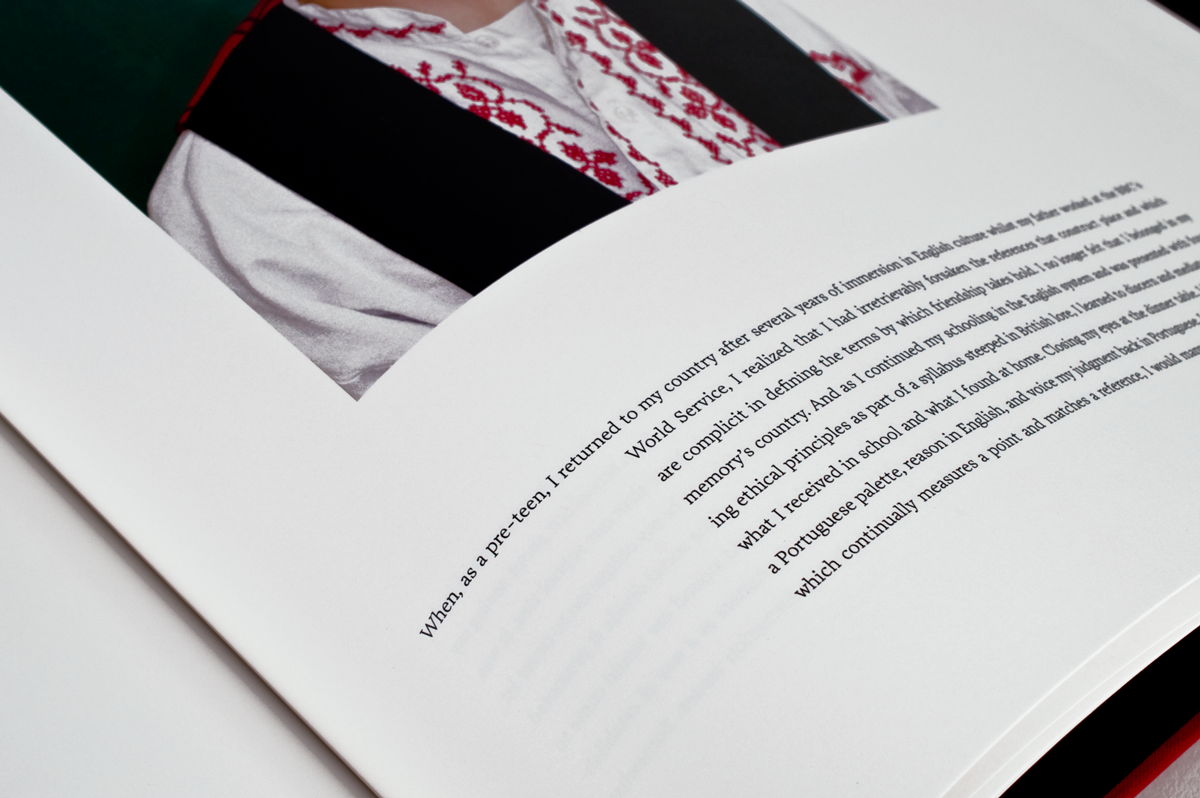 When, as a pre-teen, I returned to my country after several years of immersion in English culture whilst my father worked at the BBC's
World Service, I realized that I had irretrievably forsaken the references that construct place and which
are complicit in defining the terms by which friendship takes hold. I no longer felt that I belonged in my
memory's country. And as I continued my schooling in the English system and was presented with
ing ethical principles as part of a syllabus steeped in British lore, I learned to discern and
what I received in school and what I found at home. Closing my eyes at the dinner table,
a Portuguese palette, reason in English, and voice my judgment back in Portuguese.
which continually measures a point and matches a reference, I would